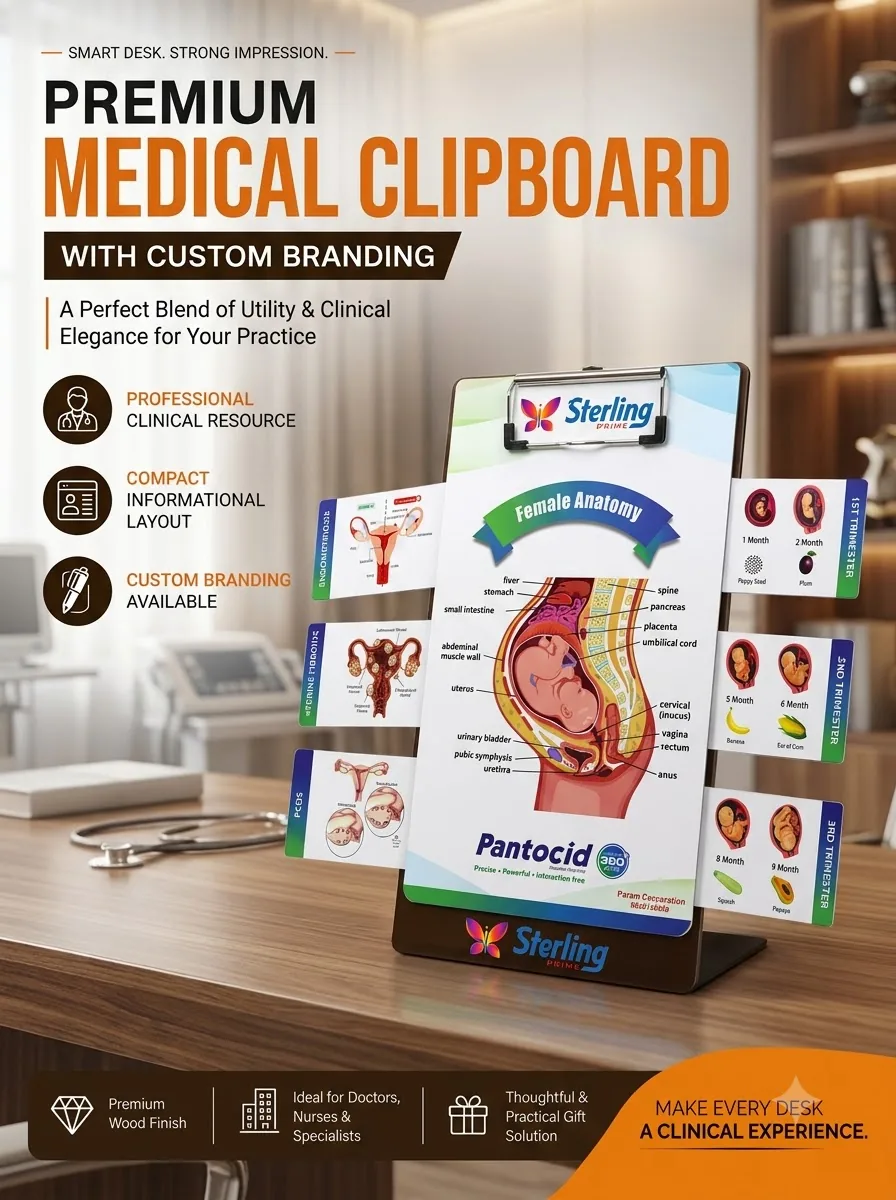 SMART DESK. STRONG IMPRESSION.
PREMIUM
MEDICAL CLIPBOARD
WITH CUSTOM BRANDING
A Perfect Blend of Utility & Clinical
Elegance for Your Practice
PROFESSIONAL
CLINICAL RESOURCE
COMPACT
INFORMATIONAL
LAYOUT
CUSTOM BRANDING
AVAILABLE
Sterling
PRIME
Female Anatomy
fiver
stomach
small intestine
abdominal
muscle wall
uterus
urinary bladder
pubic symphysis
urethra
spine
pancreas
placenta
umbilical cord
cervical
(inucus)
vagina
rectum
anus
PCOS
1ST TRIMESTER
1 Month
2 Month
Poppy Seed
Plum
2ND TRIMESTER
5 Month
6 Month
Banana
Ear of Corn
3RD TRIMESTER
8 Month
9 Month
Squash
Papaya
Pantocid
360
Precise • Powerful • Interaction free
Sterling
PRIME
Premium
Wood Finish
Ideal for Doctors,
Nurses &
Specialists
Thoughtful &
Practical Gift
Solution
MAKE EVERY DESK
A CLINICAL EXPERIENCE.